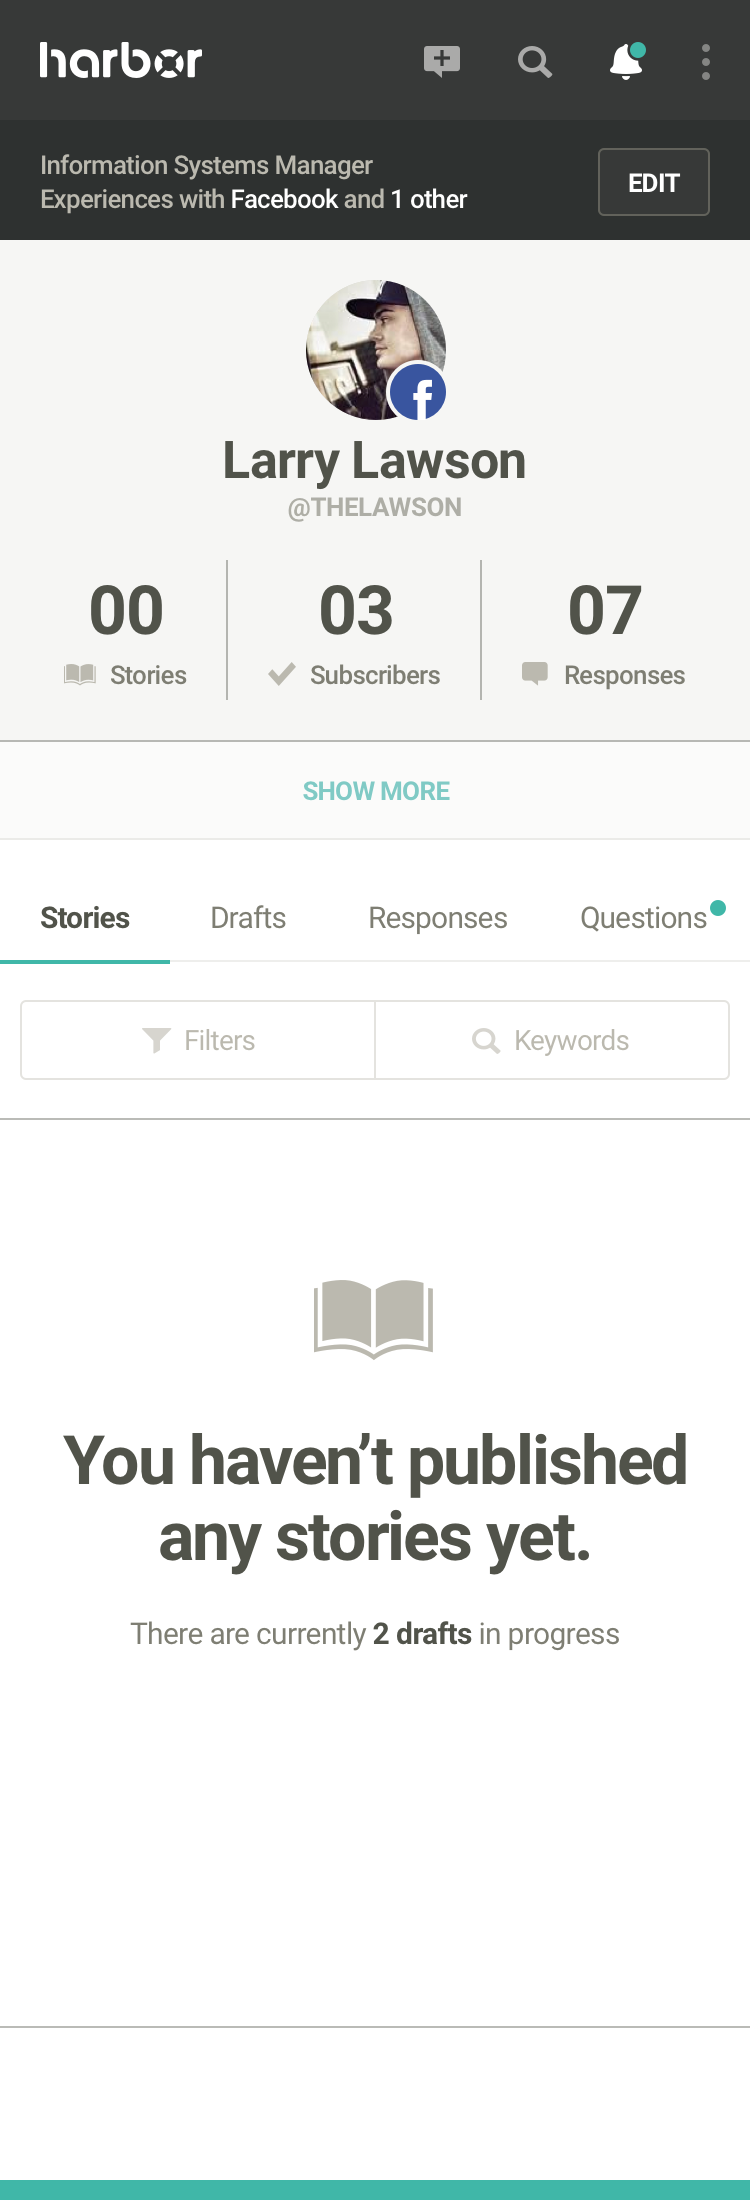 harbor
Information Systems Manager
Experiences with Facebook and 1 other
EDIT
Larry Lawson
@THELAWSON
00
03
07
Stories
Subscribers
Responses
SHOW MORE
Stories
Drafts
Responses
Questions
Filters
Keywords
You haven’t published
any stories yet.
There are currently 2 drafts in progress